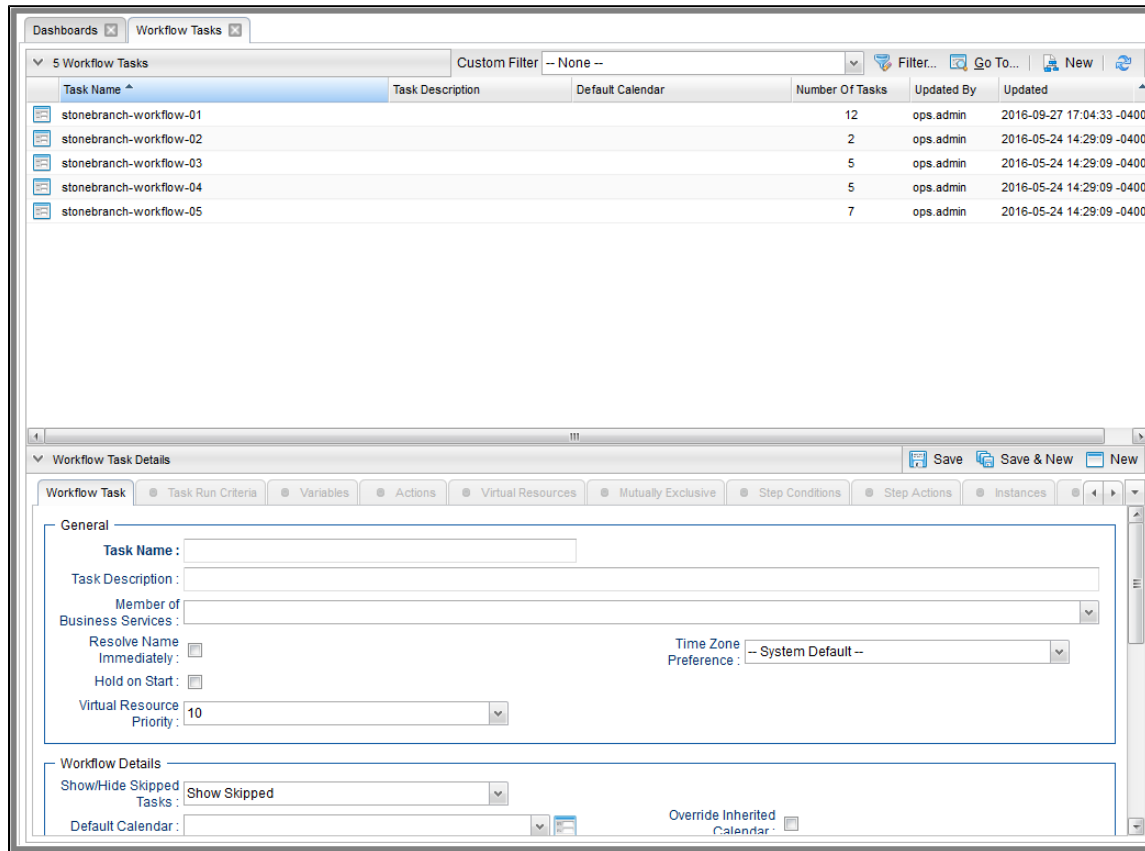 Dashboards Workflow Tasks
5 Workflow Tasks Custom Filter -- None -- Filter... Go To... New
Task Name Task Description Default Calendar Number Of Tasks Updated By Updated
stonebranch-workflow-01 12 ops.admin 2016-09-27 17:04:33 -0400
stonebranch-workflow-02 2 ops.admin 2016-05-24 14:29:09 -0400
stonebranch-workflow-03 5 ops.admin 2016-05-24 14:29:09 -0400
stonebranch-workflow-04 5 ops.admin 2016-05-24 14:29:09 -0400
stonebranch-workflow-05 7 ops.admin 2016-05-24 14:29:09 -0400
Workflow Task Details Save Save & New New
Workflow Task Task Run Criteria Variables Actions Virtual Resources Mutually Exclusive Step Conditions Step Actions Instances
General
Task Name :
Task Description :
Member of
Business Services :
Resolve Name
Immediately :
Time Zone
Preference : -- System Default --
Hold on Start :
Virtual Resource
Priority : 10
Workflow Details
Show/Hide Skipped
Tasks : Show Skipped
Default Calendar :
Override Inherited
Calendar :